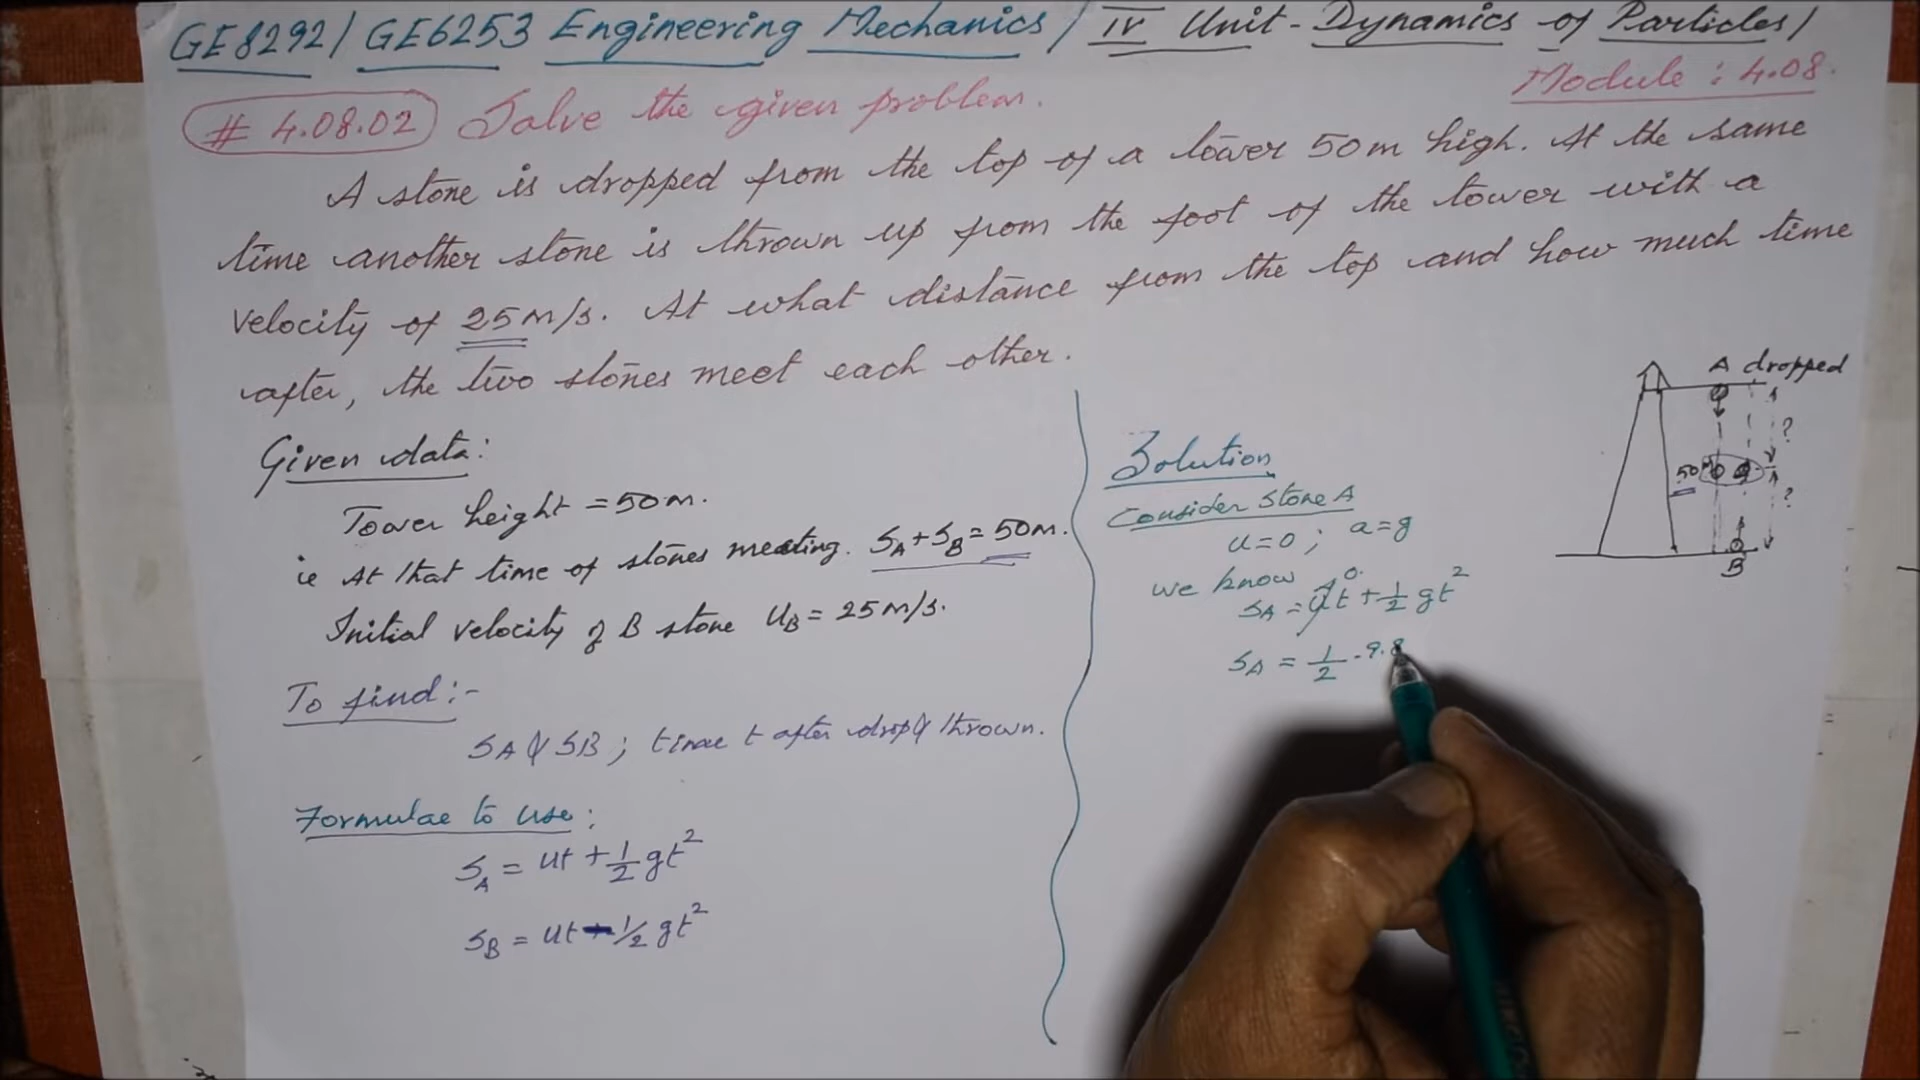 GE8292/ GE6253 Engineering Mechanics/ IV Unit - Dynamics of Particles/
Module : 4.08.
# 4.08.02 Solve the given problem.
A stone is dropped from the top of a tower 50m high. At the same
time another stone is thrown up from the foot of the tower with a
velocity of 25m/s. At what distance from the top and how much time
after, the two stones meet each other.
Given data:
Tower height = 50m.
ie At that time of stones meeting. SA + SB = 50m.
Initial velocity of B stone UB = 25m/s.
To find:-
SA & SB ; time t after drop & thrown.
Formulae to use:
SA = ut + 1/2 gt²
SB = ut - 1/2 gt²
Solution
Consider Stone A
u=0 ; a=g
we know
SA = ut + 1/2 gt²
0
SA = 1/2 · 9.8
A dropped
?
50m
?
B